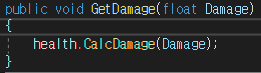 public void GetDamage(float Damage)
{
health.CalcDamage(Damage);
}